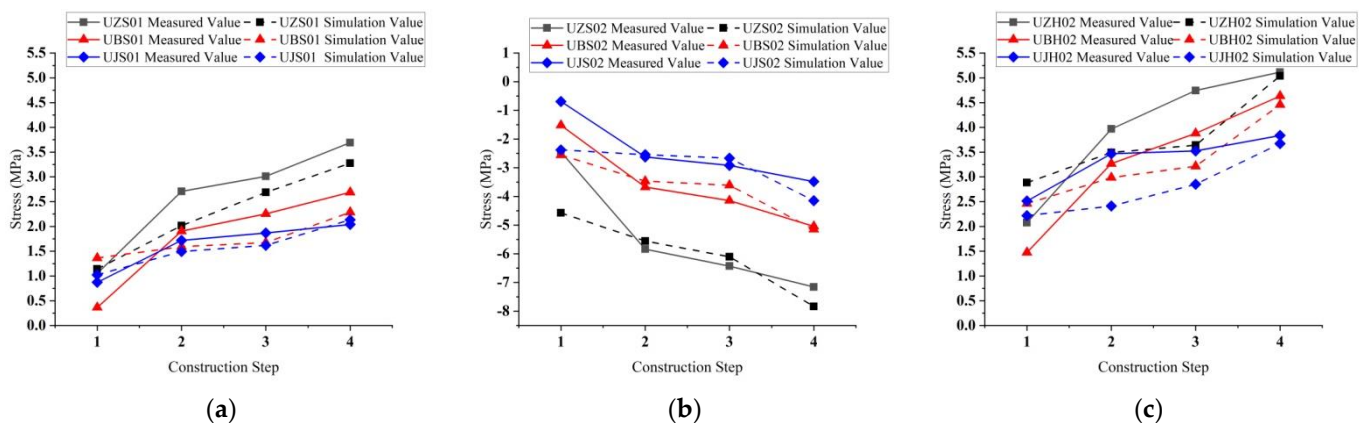 UZS01 Measured Value UZS01 Simulation Value
UBS01 Measured Value UBS01 Simulation Value
UJS01 Measured Value UJS01 Simulation Value
5.5
5.0
4.5
4.0
3.5
3.0
2.5
2.0
1.5
1.0
0.5
0.0
Stress (MPa)
1 2 3 4
Construction Step
(a)
UZS02 Measured Value UZS02 Simulation Value
UBS02 Measured Value UBS02 Simulation Value
UJS02 Measured Value UJS02 Simulation Value
0
-1
-2
-3
-4
-5
-6
-7
-8
Stress (MPa)
1 2 3 4
Construction Step
(b)
UZH02 Measured Value UZH02 Simulation Value
UBH02 Measured Value UBH02 Simulation Value
UJH02 Measured Value UJH02 Simulation Value
5.5
5.0
4.5
4.0
3.5
3.0
2.5
2.0
1.5
1.0
0.5
0.0
Stress (MPa)
1 2 3 4
Construction Step
(c)